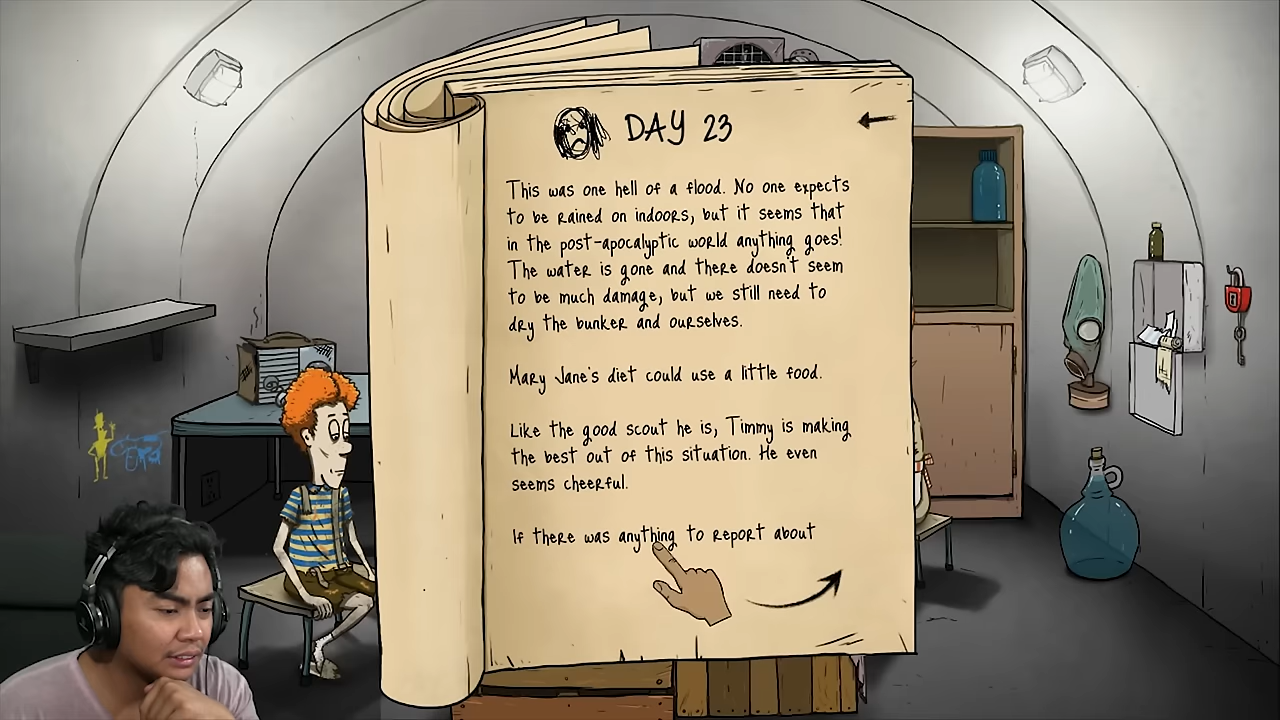 DAY 23
This was one hell of a flood. No one expects
to be rained on indoors, but it seems that
in the post-apocalyptic world anything goes!
The water is gone and there doesn't seem
to be much damage, but we still need to
dry the bunker and ourselves.
Mary Jane's diet could use a little food.
Like the good scout he is, Timmy is making
the best out of this situation. He even
seems cheerful.
If there was anything to report about